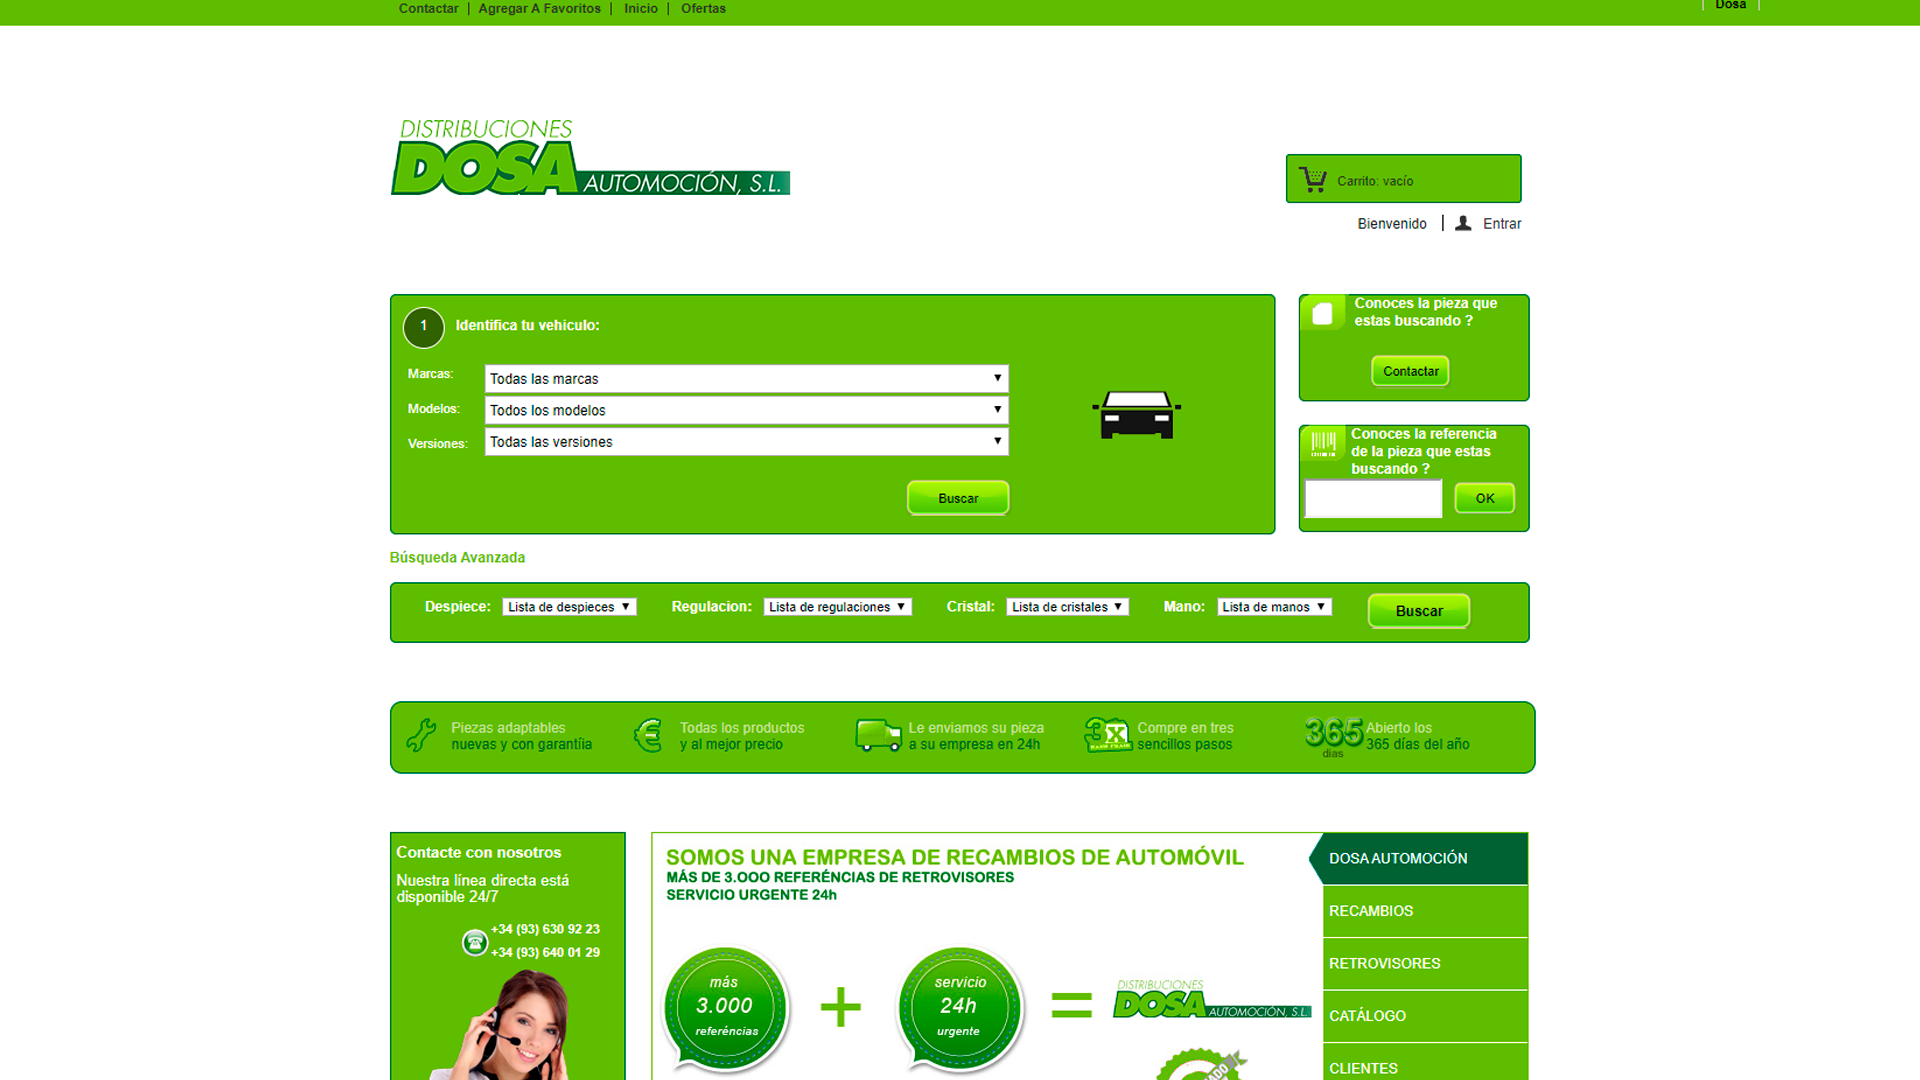 Contactar | Agregar A Favoritos | Inicio | Ofertas
| Dosa |
DISTRIBUCIONES
DOSA AUTOMOCIÓN, S.L.
Carrito: vacío
Bienvenido | Entrar
1 Identifica tu vehiculo:
Marcas: Todas las marcas
Modelos: Todos los modelos
Versiones: Todas las versiones
Buscar
Conoces la pieza que
estas buscando ?
Contactar
Conoces la referencia
de la pieza que estas
buscando ?
OK
Búsqueda Avanzada
Despiece: Lista de despieces Regulacion: Lista de regulaciones Cristal: Lista de cristales Mano: Lista de manos Buscar
Piezas adaptables
nuevas y con garantíia
Todas los productos
y al mejor precio
Le enviamos su pieza
a su empresa en 24h
3X
Compre en tres
sencillos pasos
365
dias
Abierto los
365 días del año
Contacte con nosotros
Nuestra línea directa está
disponible 24/7
+34 (93) 630 92 23
+34 (93) 640 01 29
SOMOS UNA EMPRESA DE RECAMBIOS DE AUTOMÓVIL
MÁS DE 3.OOO REFERÉNCIAS DE RETROVISORES
SERVICIO URGENTE 24h
más
3.000
referéncias
+
servicio
24h
urgente
=
DISTRIBUCIONES
DOSA AUTOMOCIÓN, S.L.
DOSA AUTOMOCIÓN
RECAMBIOS
RETROVISORES
CATÁLOGO
CLIENTES